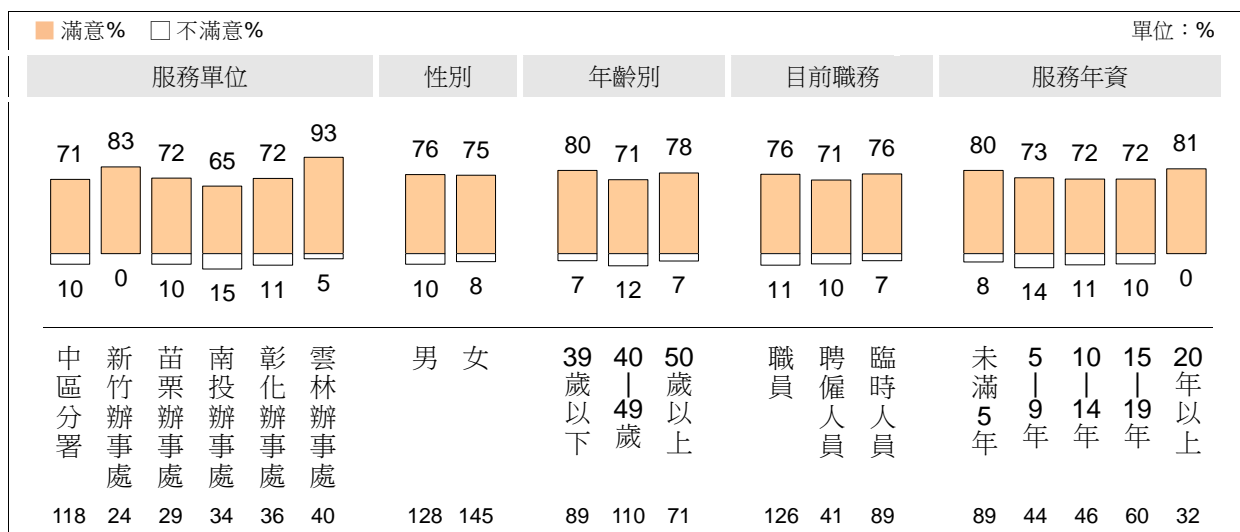 滿意% 不滿意% 單位：%
服務單位 性別 年齡別 目前職務 服務年資
71 83 72 65 72 93 76 75 80 71 78 76 71 76 80 73 72 72 81
10 0 10 15 11 5 10 8 7 12 7 11 10 7 8 14 11 10 0
中區分署
新竹辦事處
苗栗辦事處
南投辦事處
彰化辦事處
雲林辦事處
男
女
39歲以下
40|49歲
50歲以上
職員
聘僱人員
臨時人員
未滿5年
5|9年
10|14年
15|19年
20年以上
118 24 29 34 36 40 128 145 89 110 71 126 41 89 89 44 46 60 32